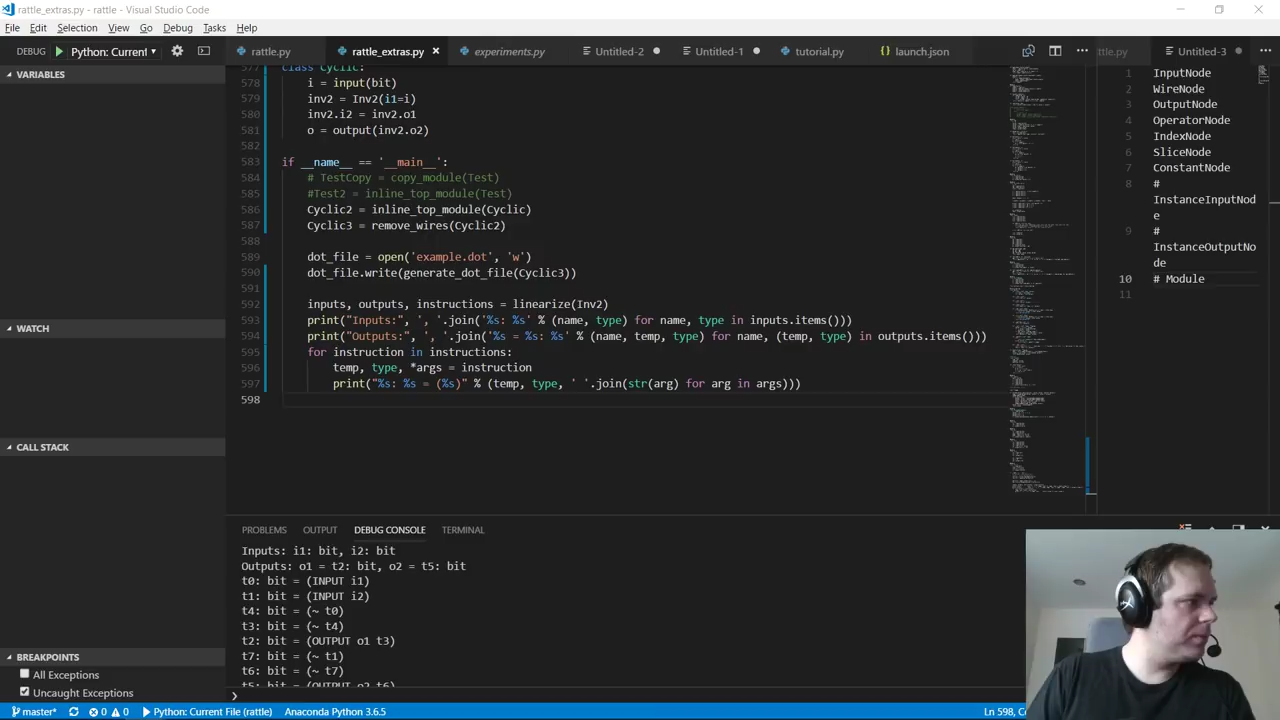 rattle_extras.py - rattle - Visual Studio Code
File Edit Selection View Go Debug Tasks Help
DEBUG Python: Current
rattle.py rattle_extras.py experiments.py Untitled-2 Untitled-1 tutorial.py launch.json Untitled-3
VARIABLES
WATCH
CALL STACK
BREAKPOINTS
All Exceptions
Uncaught Exceptions
577 class Cyclic:
578 i = input(bit)
579 inv2 = Inv2(i1=i)
580 inv2.i2 = inv2.o1
581 o = output(inv2.o2)
582
583 if __name__ == '__main__':
584 # TestCopy = copy_module(Test)
585 #Test2 = inline_top_module(Test)
586 Cyclic2 = inline_top_module(Cyclic)
587 Cyclic3 = remove_wires(Cyclic2)
588
589 dot_file = open('example.dot', 'w')
590 dot_file.write(generate_dot_file(Cyclic3))
591
592 inputs, outputs, instructions = linearize(Inv2)
593 print("Inputs:", ', '.join('%s: %s' % (name, type) for name, type in inputs.items()))
594 print("Outputs:", ', '.join('%s = %s: %s' % (name, temp, type) for name, (temp, type) in outputs.items()))
595 for instruction in instructions:
596 temp, type, *args = instruction
597 print("%s: %s = (%s)" % (temp, type, ' '.join(str(arg) for arg in args)))
598
1 InputNode
2 WireNode
3 OutputNode
4 OperatorNode
5 IndexNode
6 SliceNode
7 ConstantNode
8 #
InstanceInputNod
e
9 #
InstanceOutputNo
de
10 # Module
11
PROBLEMS OUTPUT DEBUG CONSOLE TERMINAL
Inputs: i1: bit, i2: bit
Outputs: o1 = t2: bit, o2 = t5: bit
t0: bit = (INPUT i1)
t1: bit = (INPUT i2)
t4: bit = (~ t0)
t3: bit = (~ t4)
t2: bit = (OUTPUT o1 t3)
t7: bit = (~ t1)
t6: bit = (~ t7)
t5: bit = (OUTPUT o2 t6)
master* 0 0 Python: Current File (rattle) Anaconda Python 3.6.5 Ln 598,